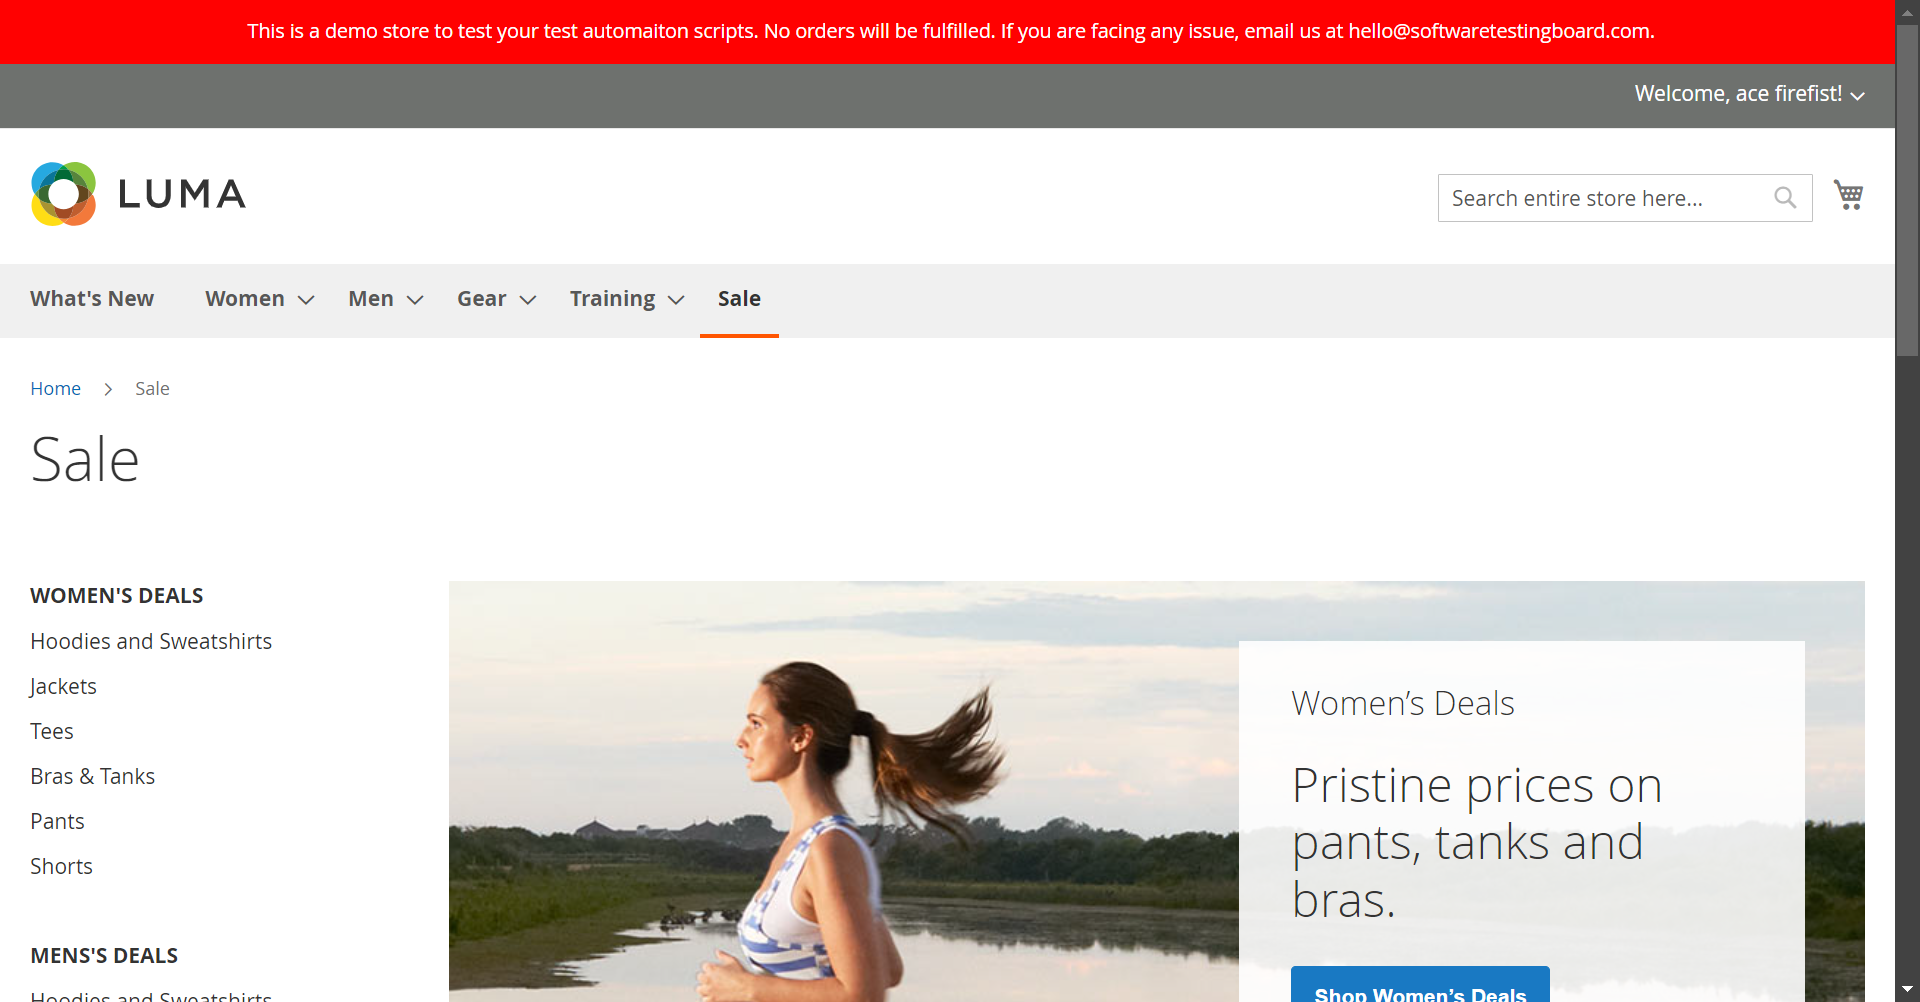 This is a demo store to test your test automaiton scripts. No orders will be fulfilled. If you are facing any issue, email us at hello@softwaretestingboard.com.
Welcome, ace firefist!
LUMA
Search entire store here...
What's New
Women
Men
Gear
Training
Sale
Home
Sale
Sale
WOMEN'S DEALS
Hoodies and Sweatshirts
Jackets
Tees
Bras & Tanks
Pants
Shorts
MENS'S DEALS
Hoodies and Sweatshirts
Women’s Deals
Pristine prices on
pants, tanks and
bras.
Shop Women’s Deals